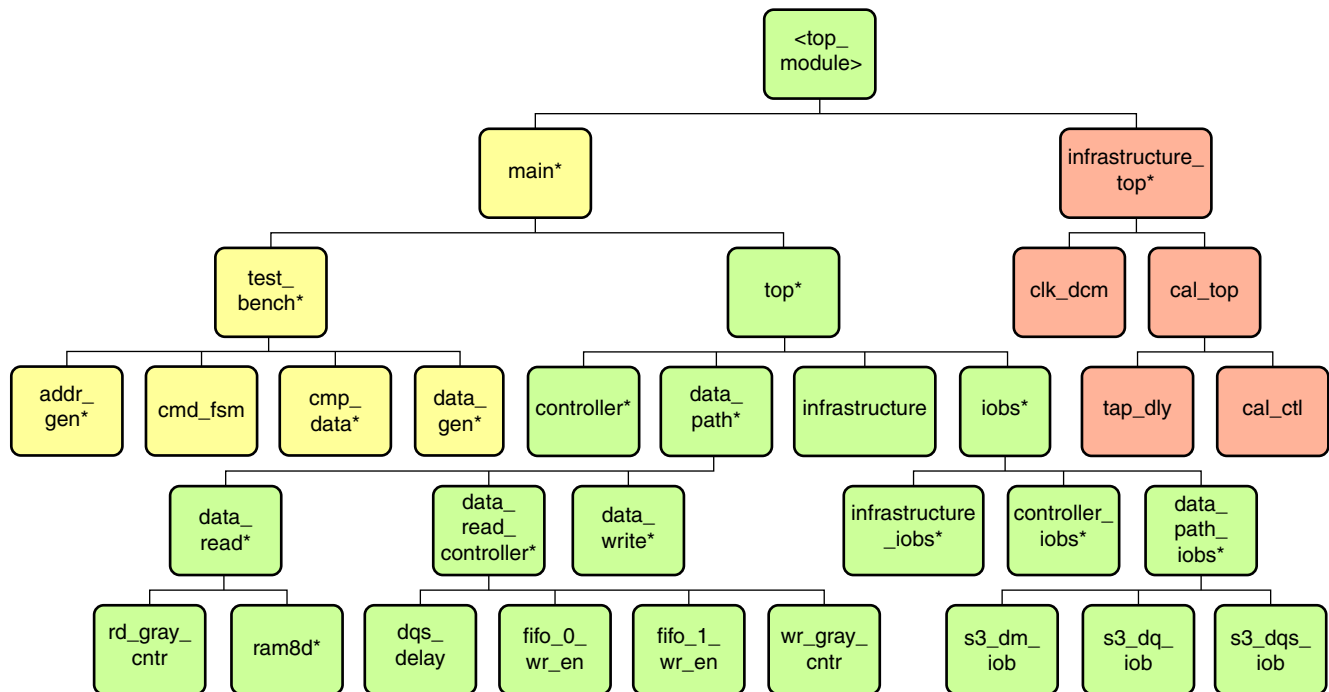 <top_
module>
main*
infrastructure_
top*
test_
bench*
top*
clk_dcm
cal_top
addr_
gen*
cmd_fsm
cmp_
data*
data_
gen*
controller*
data_
path*
infrastructure
iobs*
tap_dly
cal_ctl
data_
read*
data_
read_
controller*
data_
write*
infrastructure
_iobs*
controller_
iobs*
data_
path_
iobs*
rd_gray_
cntr
ram8d*
dqs_
delay
fifo_0_
wr_en
fifo_1_
wr_en
wr_gray_
cntr
s3_dm_
iob
s3_dq_
iob
s3_dqs_
iob